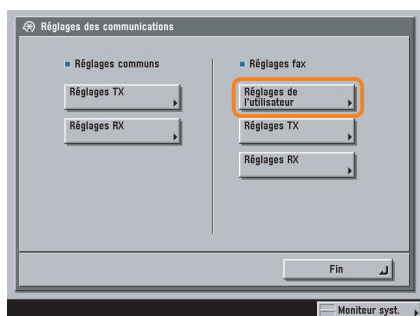 Réglages des communications
Réglages communs
Réglages TX
Réglages RX
Réglages fax
Réglages de
l'utilisateur
Réglages TX
Réglages RX
Fin
Moniteur syst.